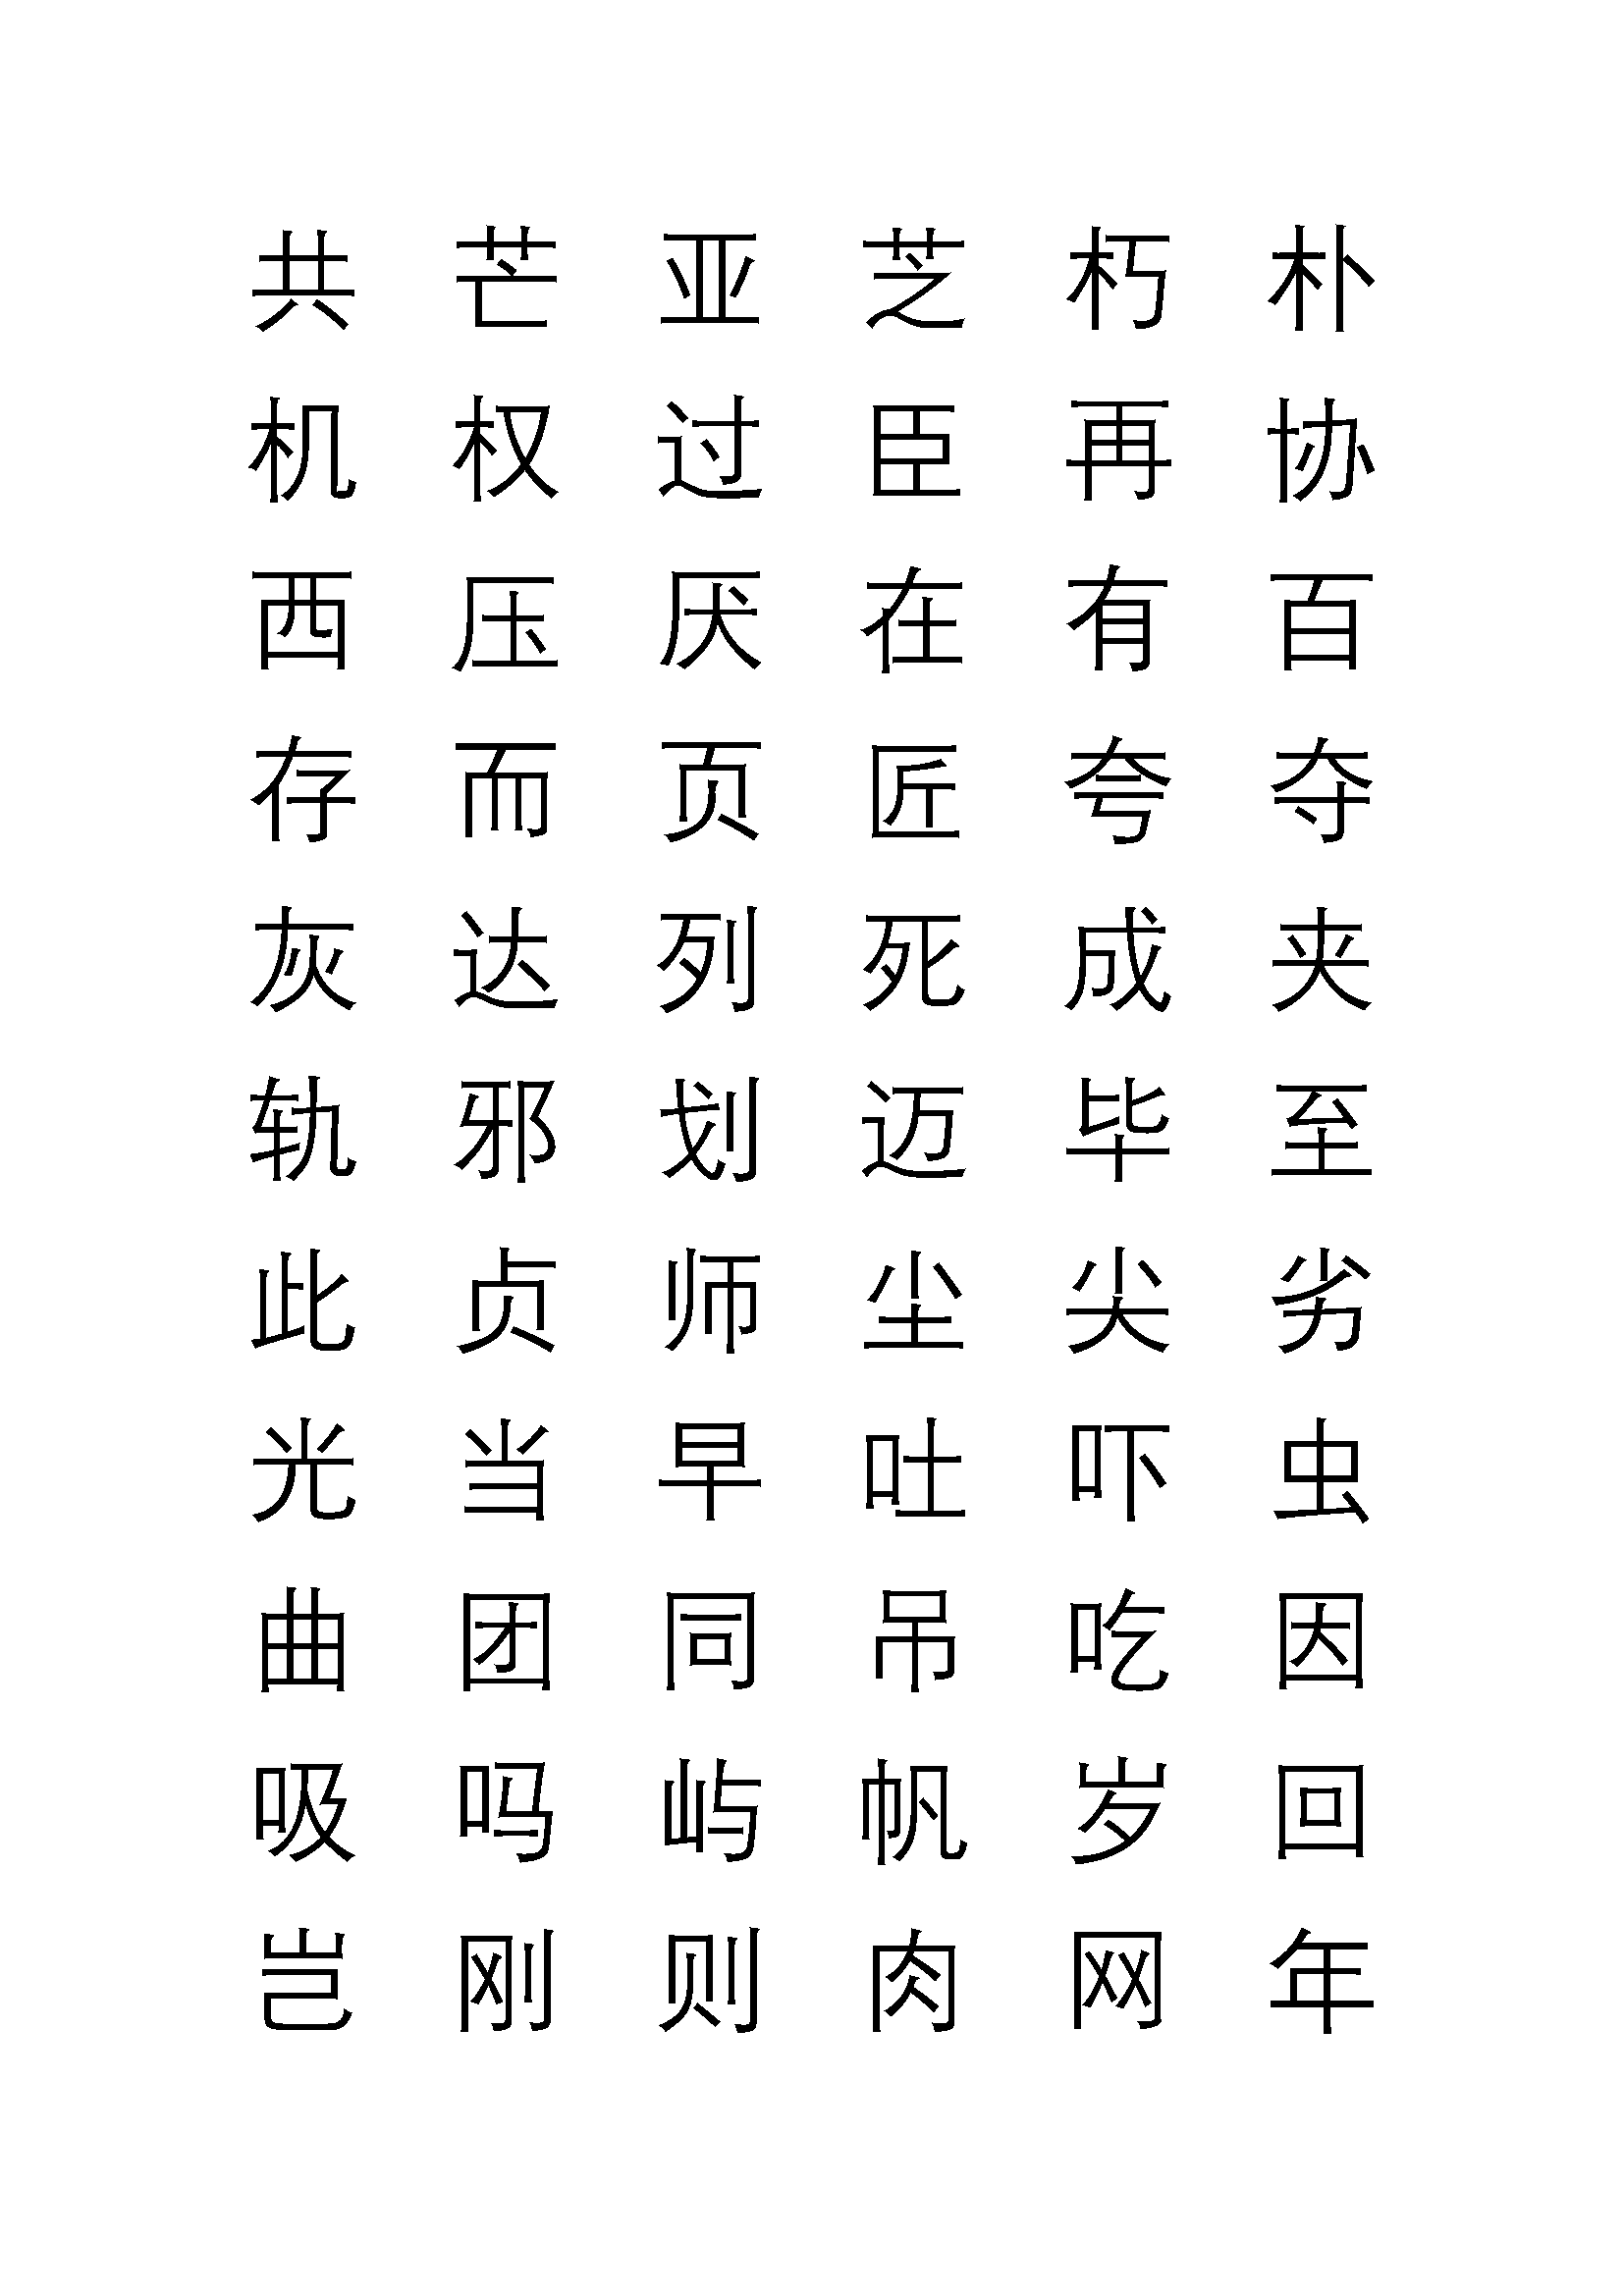 共 芒 亚 芝 朽 朴
机 权 过 臣 再 协
西 压 厌 在 有 百
存 而 页 匠 夸 夺
灰 达 列 死 成 夹
轨 邪 划 迈 毕 至
此 贞 师 尘 尖 劣
光 当 早 吐 吓 虫
曲 团 同 吊 吃 因
吸 吗 屿 帆 岁 回
岂 刚 则 肉 网 年